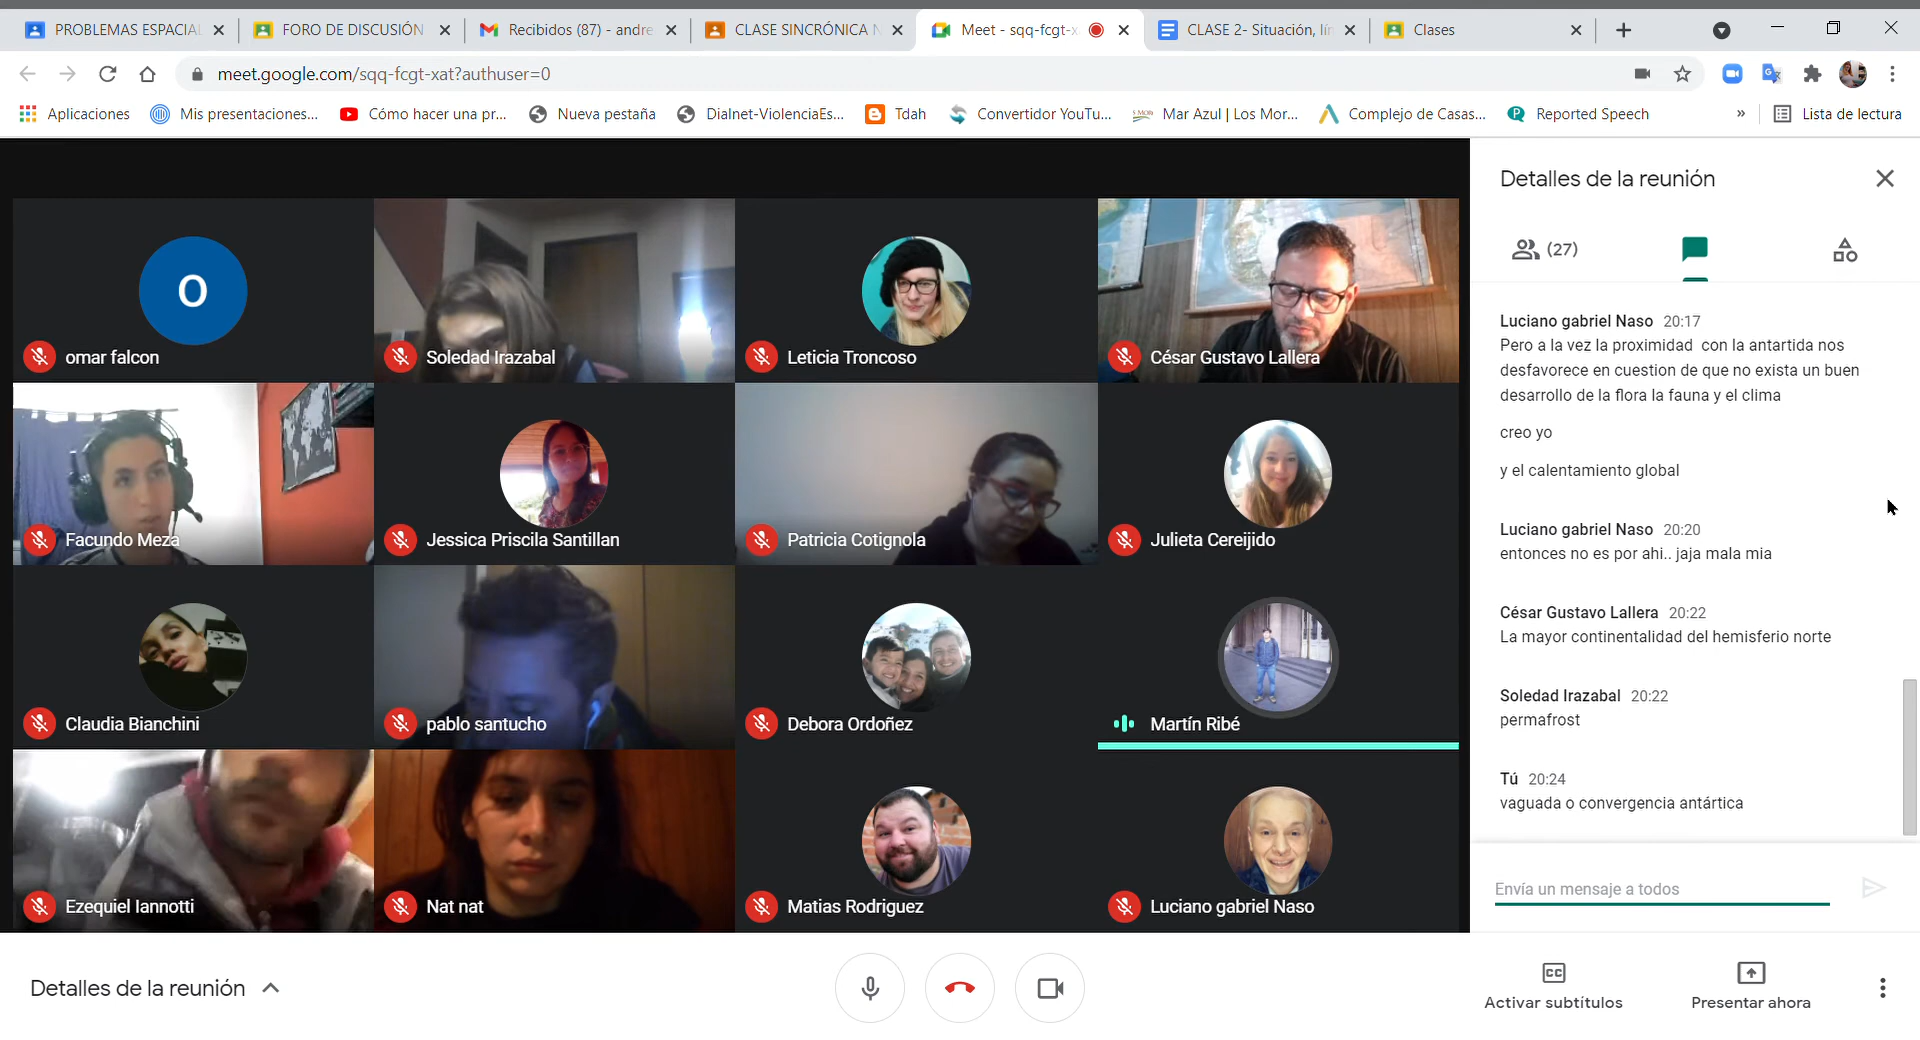 PROBLEMAS ESPACIAL
FORO DE DISCUSIÓN
Recibidos (87) - andre
CLASE SINCRÓNICA N
Meet - sqq-fcgt-x
CLASE 2- Situación, lí
Clases
meet.google.com/sqq-fcgt-xat?authuser=0
Aplicaciones
Mis presentaciones...
Cómo hacer una pr...
Nueva pestaña
Dialnet-ViolenciaEs...
Tdah
Convertidor YouTu...
Mar Azul | Los Mor...
Complejo de Casas...
Reported Speech
»
Lista de lectura
O
omar falcon
Soledad Irazabal
Leticia Troncoso
César Gustavo Lallera
Facundo Meza
Jessica Priscila Santillan
Patricia Cotignola
Julieta Cereijido
Claudia Bianchini
pablo santucho
Debora Ordoñez
Martín Ribé
Ezequiel Iannotti
Nat nat
Matias Rodriguez
Luciano gabriel Naso
Detalles de la reunión
(27)
Luciano gabriel Naso 20:17
Pero a la vez la proximidad con la antartida nos
desfavorece en cuestion de que no exista un buen
desarrollo de la flora la fauna y el clima
creo yo
y el calentamiento global
Luciano gabriel Naso 20:20
entonces no es por ahi.. jaja mala mia
César Gustavo Lallera 20:22
La mayor continentalidad del hemisferio norte
Soledad Irazabal 20:22
permafrost
Tú 20:24
vaguada o convergencia antártica
Envía un mensaje a todos
Detalles de la reunión
CC
Activar subtítulos
Presentar ahora